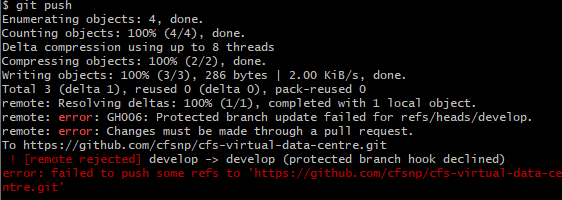 $ git push
Enumerating objects: 4, done.
Counting objects: 100% (4/4), done.
Delta compression using up to 8 threads
Compressing objects: 100% (2/2), done.
Writing objects: 100% (3/3), 286 bytes | 2.00 KiB/s, done.
Total 3 (delta 1), reused 0 (delta 0), pack-reused 0
remote: Resolving deltas: 100% (1/1), completed with 1 local object.
remote: error: GH006: Protected branch update failed for refs/heads/develop.
remote: error: Changes must be made through a pull request.
To https://github.com/cfsnp/cfs-virtual-data-centre.git
 ! [remote rejected] develop -> develop (protected branch hook declined)
error: failed to push some refs to 'https://github.com/cfsnp/cfs-virtual-data-ce
ntre.git'